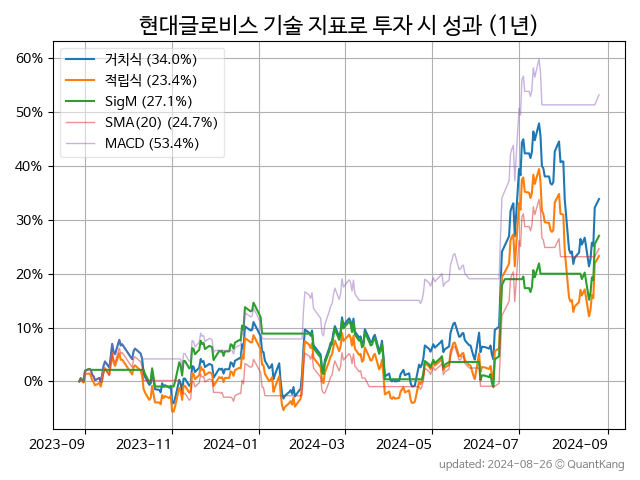 현대글로비스 기술 지표로 투자 시 성과 (1년)
60%
50%
40%
30%
20%
10%
0%
거치식 (34.0%)
적립식 (23.4%)
SigM (27.1%)
SMA(20) (24.7%)
MACD (53.4%)
2023-09 2023-11 2024-01 2024-03 2024-05 2024-07 2024-09
updated: 2024-08-26 © QuantKang